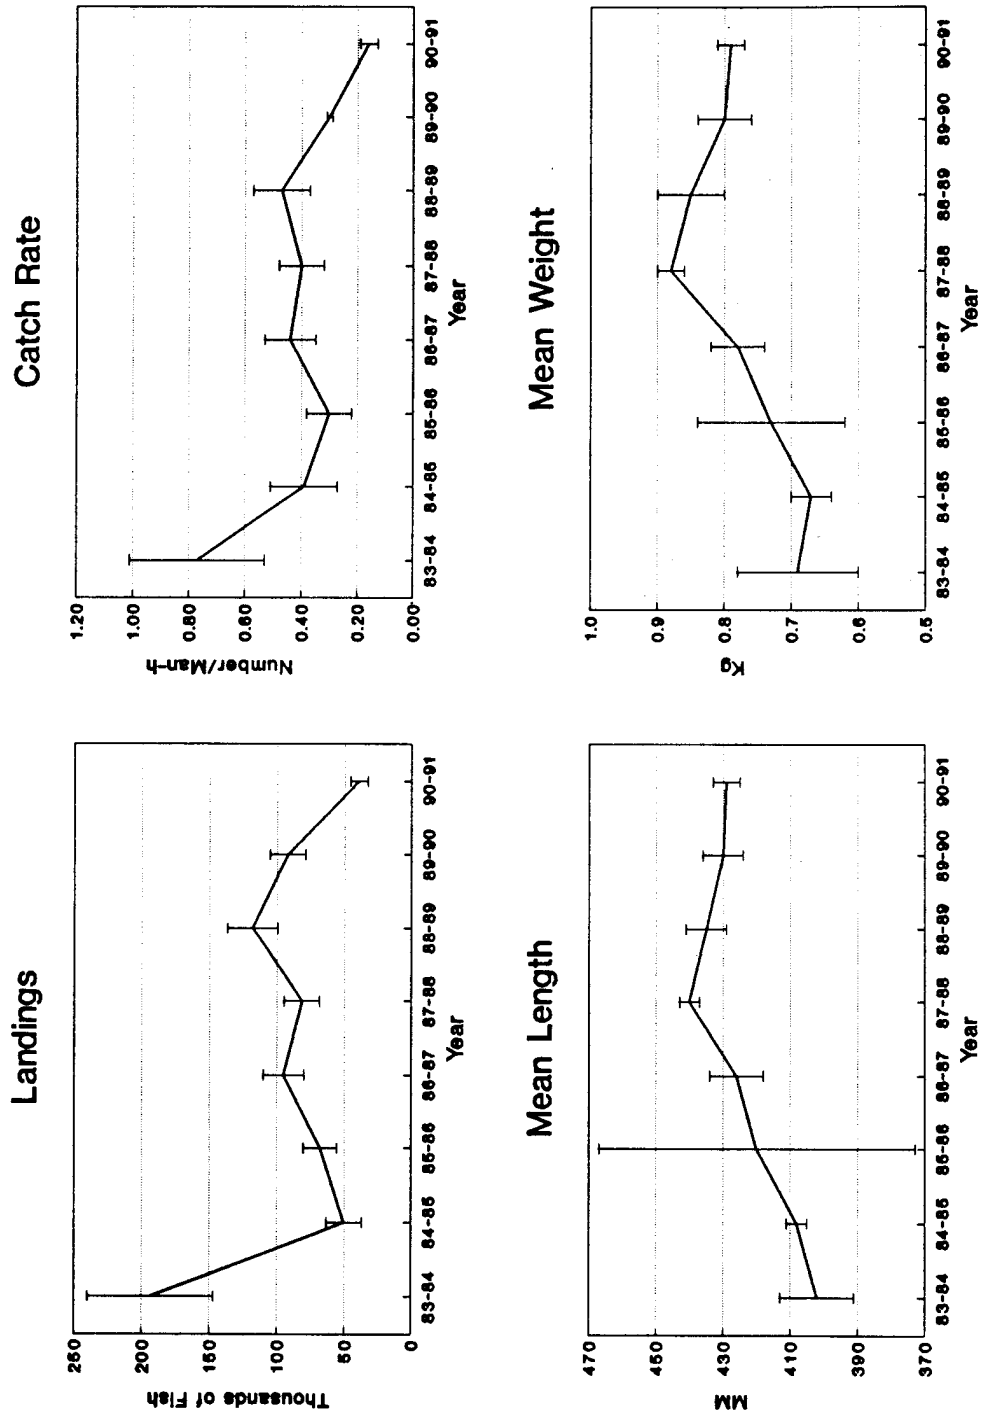 Landings
Thousands of Fish
250
200
150
100
50
0
83-84 84-85 85-86 86-87 87-88 88-89 89-90 90-91
Year
Catch Rate
Number/Man-h
1.20
1.00
0.80
0.60
0.40
0.20
0.00
83-84 84-85 85-86 86-87 87-88 88-89 89-90 90-91
Year
Mean Length
MM
470
450
430
410
390
370
83-84 84-85 85-86 86-87 87-88 88-89 89-90 90-91
Year
Mean Weight
Kg
1.0
0.9
0.8
0.7
0.6
0.5
83-84 84-85 85-86 86-87 87-88 88-89 89-90 90-91
Year